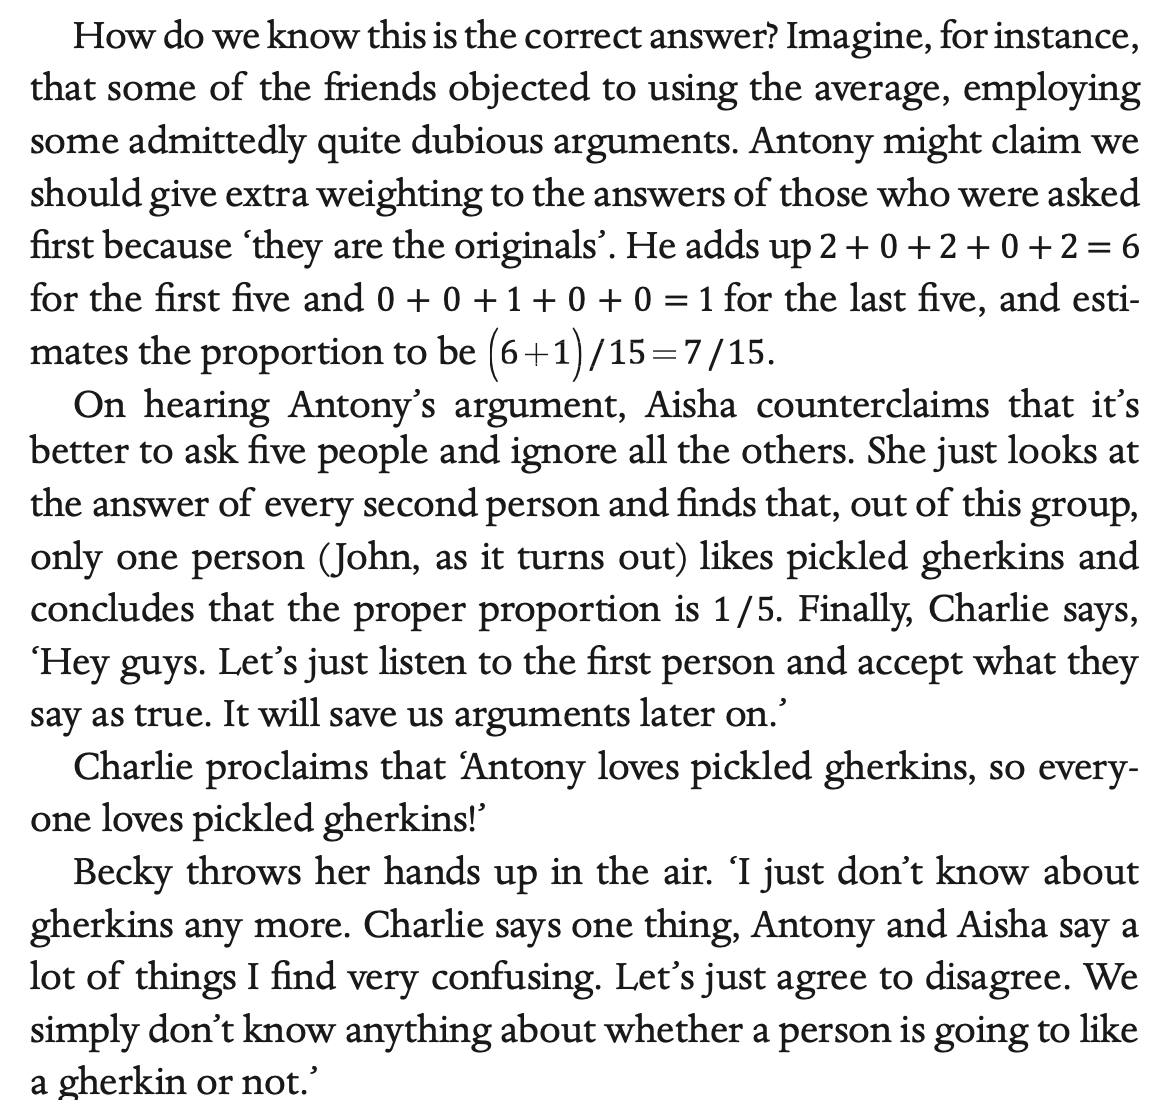 How do we know this is the correct answer? Imagine, for instance,
that some of the friends objected to using the average, employing
some admittedly quite dubious arguments. Antony might claim we
should give extra weighting to the answers of those who were asked
first because ‘they are the originals’. He adds up 2 + 0 + 2 + 0 + 2 = 6
for the first five and 0 + 0 + 1 + 0 + 0 = 1 for the last five, and esti-
mates the proportion to be (6+1)/15=7/15.
On hearing Antony’s argument, Aisha counterclaims that it’s
better to ask five people and ignore all the others. She just looks at
the answer of every second person and finds that, out of this group,
only one person (John, as it turns out) likes pickled gherkins and
concludes that the proper proportion is 1/5. Finally, Charlie says,
‘Hey guys. Let’s just listen to the first person and accept what they
say as true. It will save us arguments later on.’
Charlie proclaims that ‘Antony loves pickled gherkins, so every-
one loves pickled gherkins!’
Becky throws her hands up in the air. ‘I just don’t know about
gherkins any more. Charlie says one thing, Antony and Aisha say a
lot of things I find very confusing. Let’s just agree to disagree. We
simply don’t know anything about whether a person is going to like
a gherkin or not.’